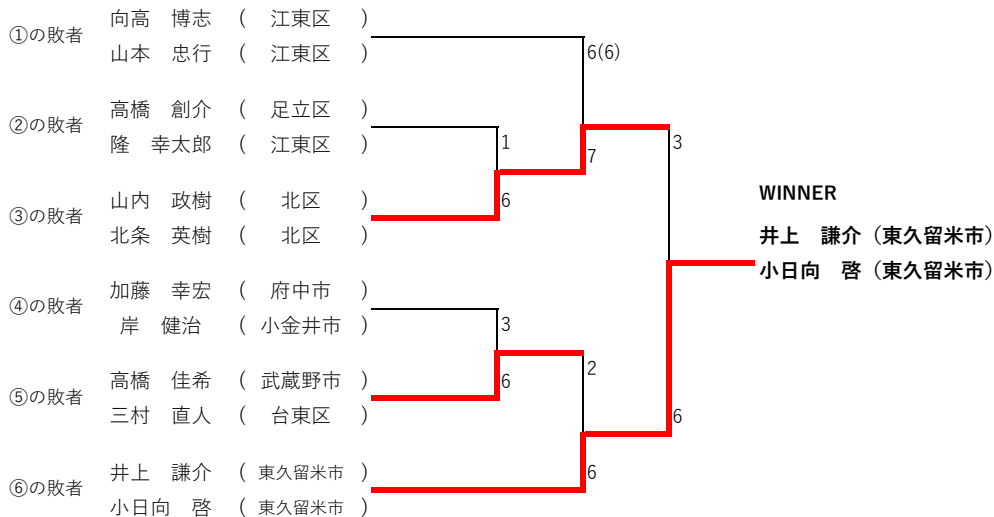 ①の敗者
向高　博志　(　江東区　)
山本　忠行　(　江東区　)
6(6)
②の敗者
高橋　創介　(　足立区　)
隆　幸太郎　(　江東区　)
1
7
3
③の敗者
山内　政樹　(　北区　)
北条　英樹　(　北区　)
6
WINNER
井上　謙介（東久留米市）
小日向　啓（東久留米市）
④の敗者
加藤　幸宏　(　府中市　)
岸　健治　(　小金井市　)
3
2
⑤の敗者
高橋　佳希　(　武蔵野市　)
三村　直人　(　台東区　)
6
6
⑥の敗者
井上　謙介　(　東久留米市　)
小日向　啓　(　東久留米市　)
6